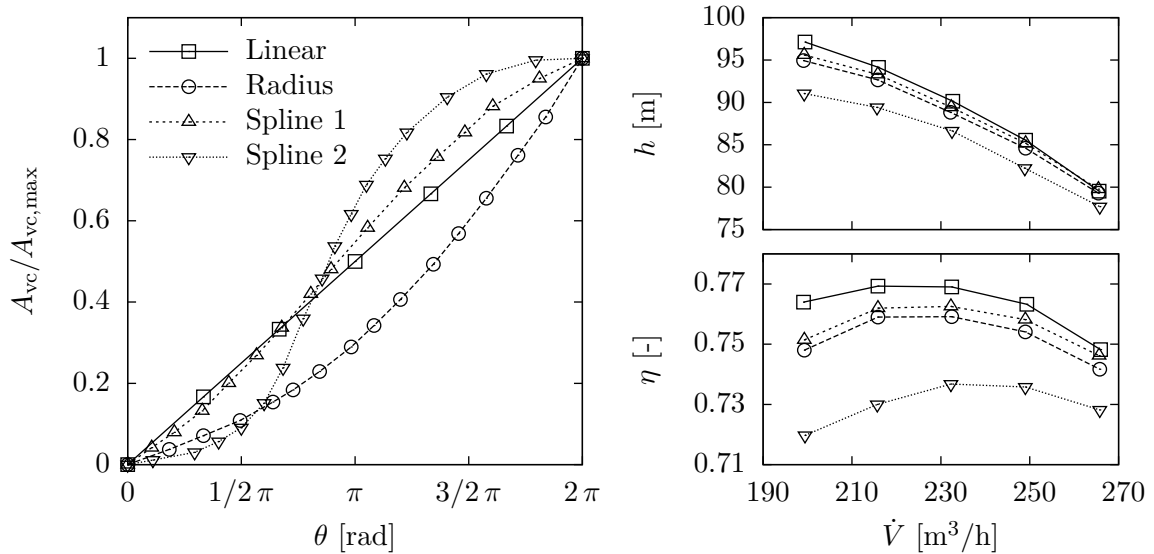 1
0.8
0.6
0.4
0.2
0
A_vc/A_vc,max
Linear
Radius
Spline 1
Spline 2
0
1/2 π
π
3/2 π
2 π
θ [rad]
100
95
90
85
80
75
h [m]
0.77
0.75
0.73
0.71
η [-]
190
210
230
250
270
V̇ [m³/h]